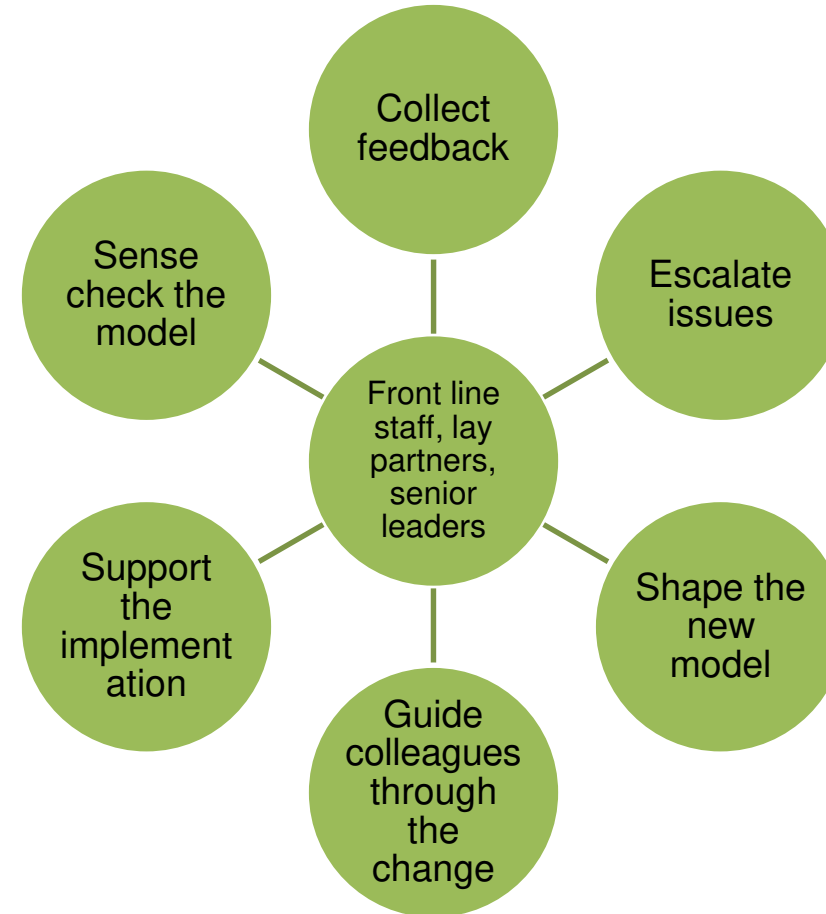 Collect
feedback
Escalate
issues
Shape the
new
model
Guide
colleagues
through
the
change
Support
the
implement
ation
Sense
check the
model
Front line
staff, lay
partners,
senior
leaders